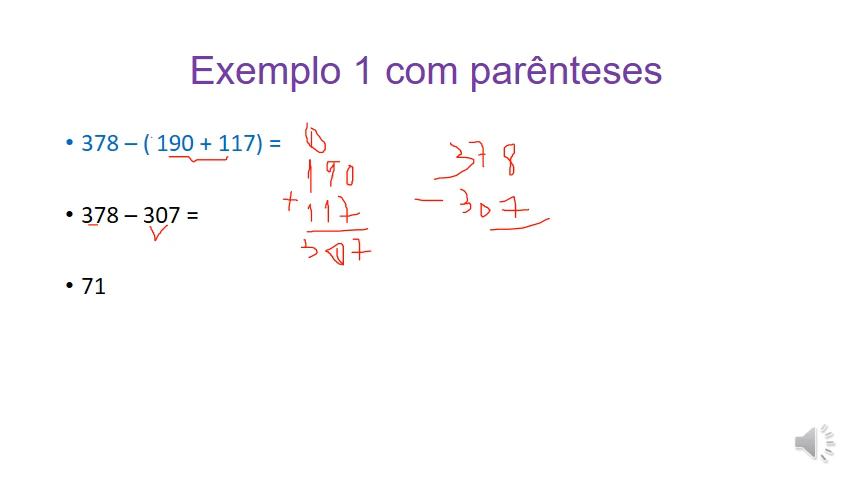 Exemplo 1 com parênteses
• 378 – ( 190 + 117) =
• 378 – 307 =
• 71
1
190
+ 117
307
378
– 307